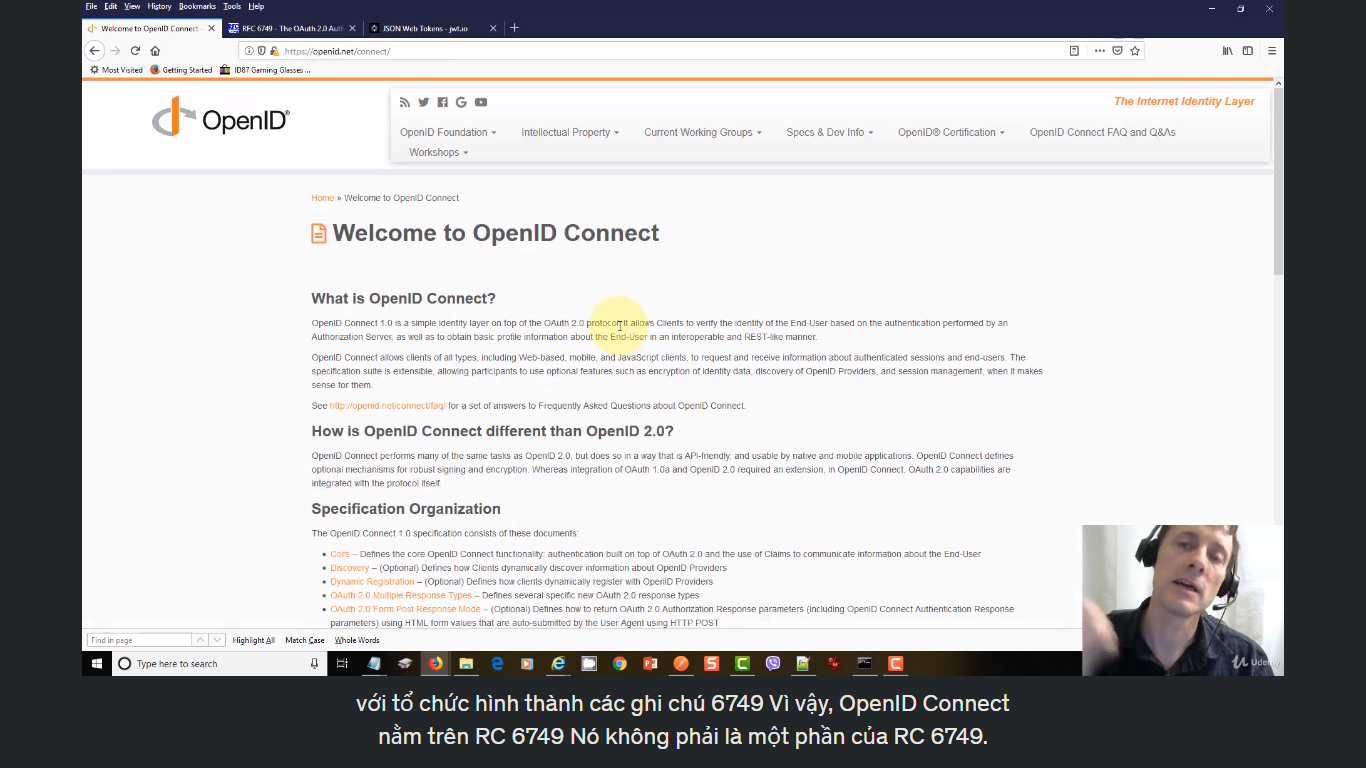 File Edit View History Bookmarks Tools Help
Welcome to OpenID Connect - RFC 6749 - The OAuth 2.0 Auth JSON Web Tokens - jwt.io
https://openid.net/connect/
Most Visited Getting Started ID87 Gaming Glasses ...
OpenID®
The Internet Identity Layer
OpenID Foundation Intellectual Property Current Working Groups Specs & Dev Info OpenID® Certification OpenID Connect FAQ and Q&As
Workshops
Home » Welcome to OpenID Connect
Welcome to OpenID Connect
What is OpenID Connect?
OpenID Connect 1.0 is a simple identity layer on top of the OAuth 2.0 protocol. It allows Clients to verify the identity of the End-User based on the authentication performed by an
Authorization Server, as well as to obtain basic profile information about the End-User in an interoperable and REST-like manner.
OpenID Connect allows clients of all types, including Web-based, mobile, and JavaScript clients, to request and receive information about authenticated sessions and end-users. The
specification suite is extensible, allowing participants to use optional features such as encryption of identity data, discovery of OpenID Providers, and session management, when it makes
sense for them.
See http://openid.net/connect/faq/ for a set of answers to Frequently Asked Questions about OpenID Connect.
How is OpenID Connect different than OpenID 2.0?
OpenID Connect performs many of the same tasks as OpenID 2.0, but does so in a way that is API-friendly, and usable by native and mobile applications. OpenID Connect defines
optional mechanisms for robust signing and encryption. Whereas integration of OAuth 1.0a and OpenID 2.0 required an extension, in OpenID Connect, OAuth 2.0 capabilities are
integrated with the protocol itself.
Specification Organization
The OpenID Connect 1.0 specification consists of these documents:
Core – Defines the core OpenID Connect functionality: authentication built on top of OAuth 2.0 and the use of Claims to communicate information about the End-User
Discovery – (Optional) Defines how Clients dynamically discover information about OpenID Providers
Dynamic Registration – (Optional) Defines how clients dynamically register with OpenID Providers
OAuth 2.0 Multiple Response Types – Defines several specific new OAuth 2.0 response types
OAuth 2.0 Form Post Response Mode – (Optional) Defines how to return OAuth 2.0 Authorization Response parameters (including OpenID Connect Authentication Response
parameters) using HTML form values that are auto-submitted by the User Agent using HTTP POST
Find in page Highlight All Match Case Whole Words
Type here to search
Udemy
với tổ chức hình thành các ghi chú 6749 Vì vậy, OpenID Connect
nằm trên RC 6749 Nó không phải là một phần của RC 6749.